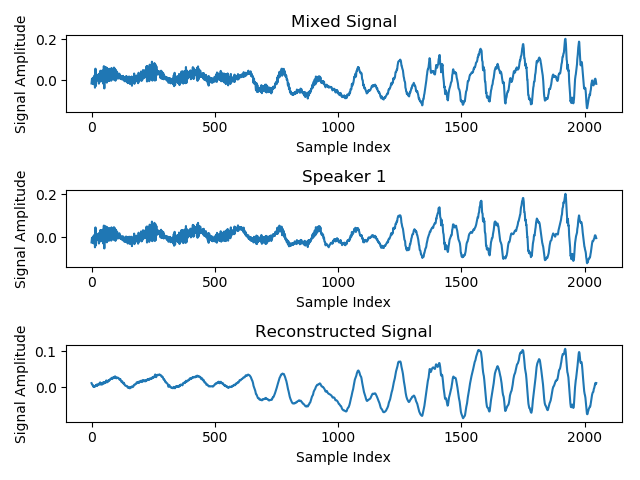 Mixed Signal
Signal Amplitude
0.2
0.0
0 500 1000 1500 2000
Sample Index
Speaker 1
Signal Amplitude
0.2
0.0
0 500 1000 1500 2000
Sample Index
Reconstructed Signal
Signal Amplitude
0.1
0.0
0 500 1000 1500 2000
Sample Index